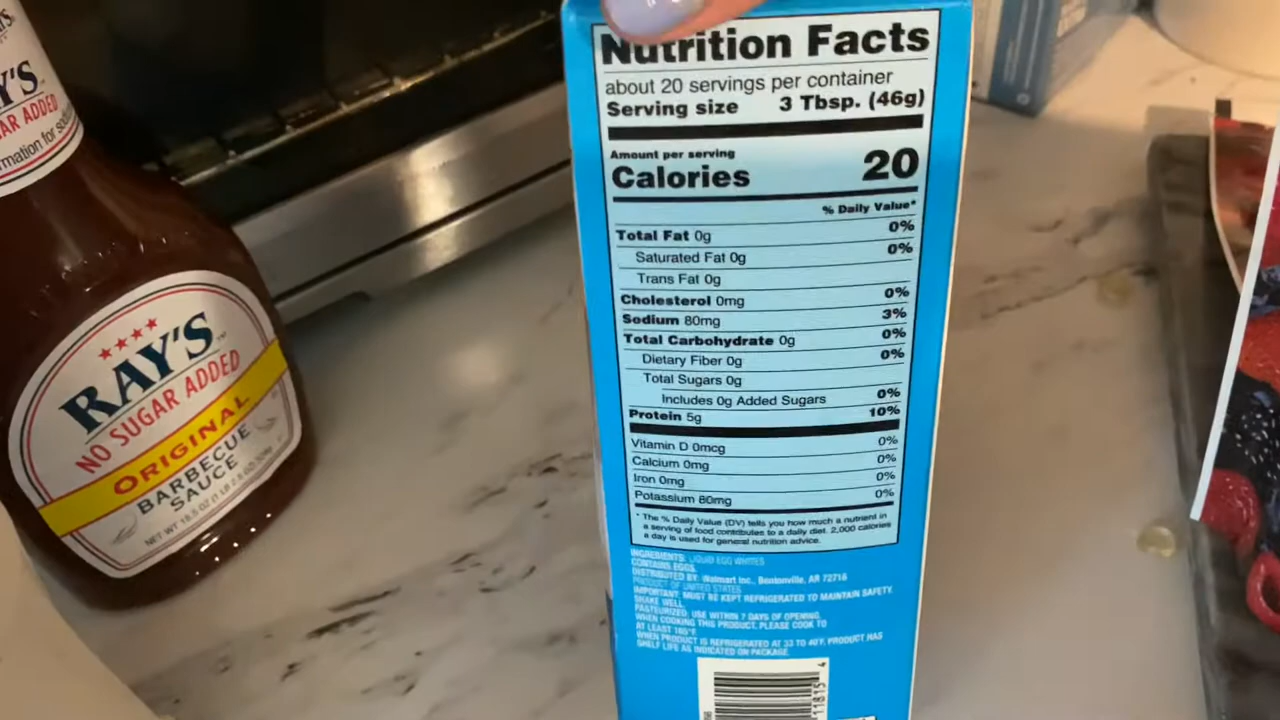 Y'S
AR ADDED
rmation for sod
RAY'S
NO SUGAR ADDED
ORIGINAL
BARBECUE
SAUCE
Nutrition Facts
about 20 servings per container
Serving size 3 Tbsp. (46g)
Amount per serving
Calories 20
% Daily Value*
Total Fat 0g 0%
Saturated Fat 0g 0%
Trans Fat 0g
Cholesterol 0mg 0%
Sodium 80mg 3%
Total Carbohydrate 0g 0%
Dietary Fiber 0g 0%
Total Sugars 0g
Includes 0g Added Sugars 0%
Protein 5g 10%
Vitamin D 0mcg 0%
Calcium 0mg 0%
Iron 0mg 0%
Potassium 80mg 0%
* The % Daily Value (DV) tells you how much a nutrient in
a serving of food contributes to a daily diet. 2,000 calories
a day is used for general nutrition advice.
INGREDIENTS: LIQUID EGG WHITES
CONTAINS EGGS.
DISTRIBUTED BY: Walmart Inc., Bentonville, AR 72716
PRODUCT OF UNITED STATES
IMPORTANT: MUST BE KEPT REFRIGERATED TO MAINTAIN SAFETY.
SHAKE WELL.
PASTEURIZED: USE WITHIN 7 DAYS OF OPENING.
WHEN COOKING THIS PRODUCT, PLEASE COOK TO
AT LEAST 165°F.
WHEN PRODUCT IS REFRIGERATED AT 33 TO 40°F, PRODUCT HAS
SHELF LIFE AS INDICATED ON PACKAGE.